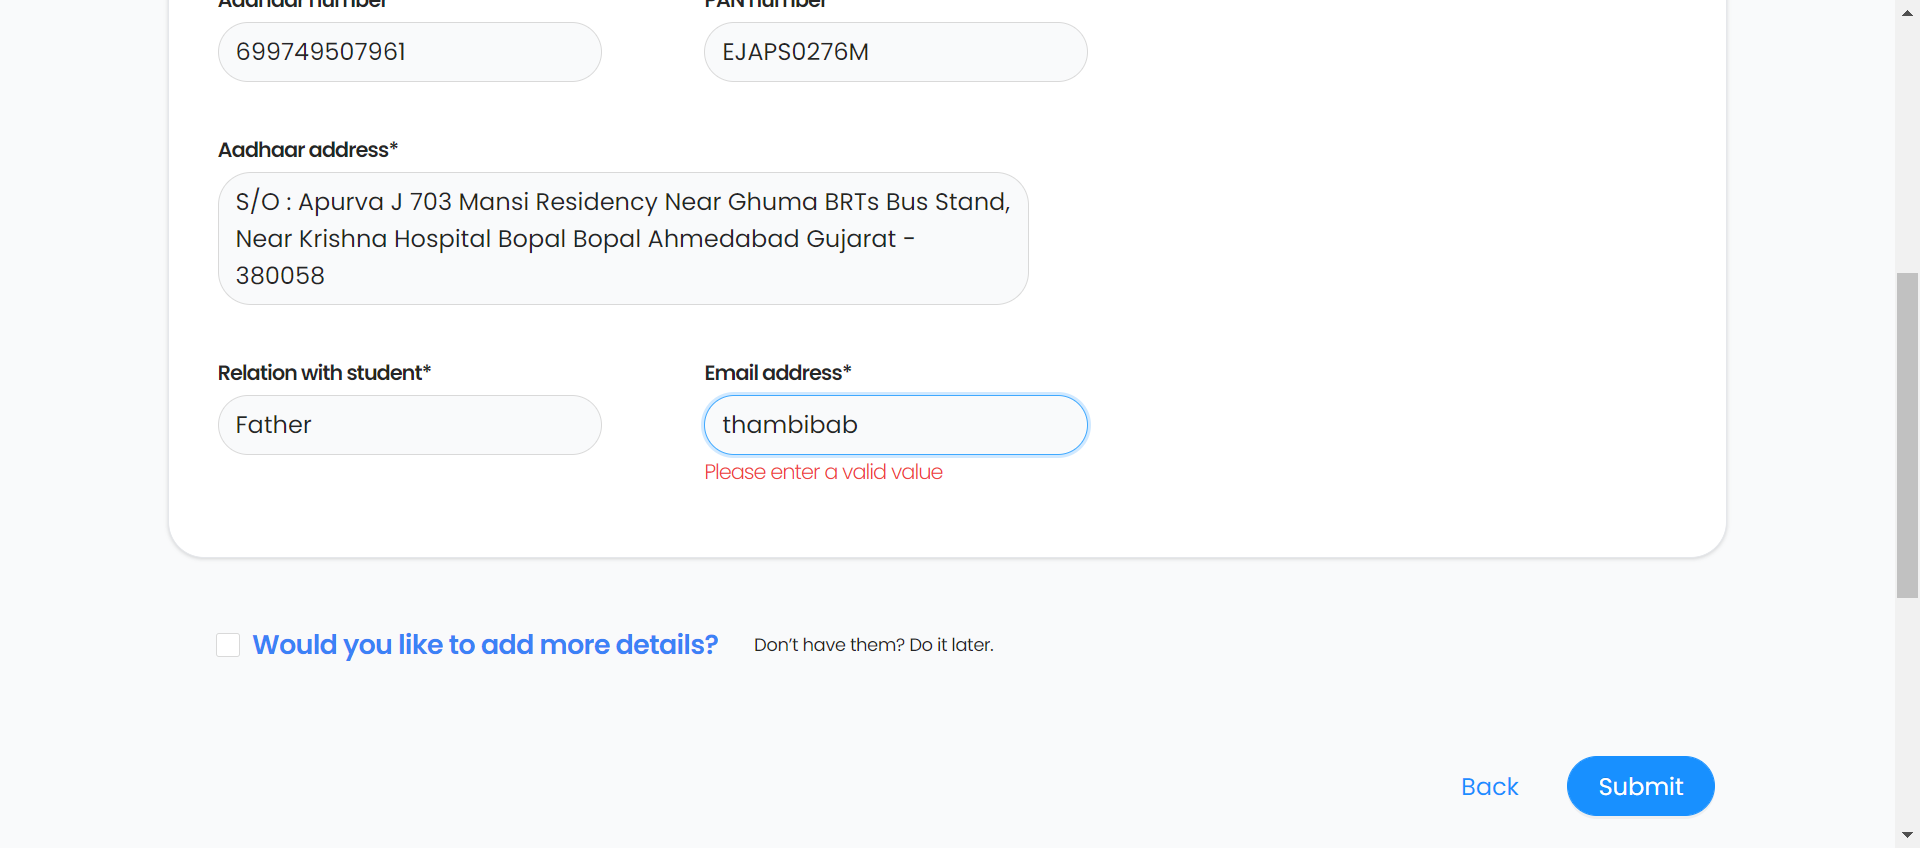 Aadhaar number
PAN number
699749507961
EJAPS0276M
Aadhaar address*
S/O : Apurva J 703 Mansi Residency Near Ghuma BRTs Bus Stand,
Near Krishna Hospital Bopal Bopal Ahmedabad Gujarat -
380058
Relation with student*
Email address*
Father
thambibab
Please enter a valid value
Would you like to add more details?
Don't have them? Do it later.
Back
Submit